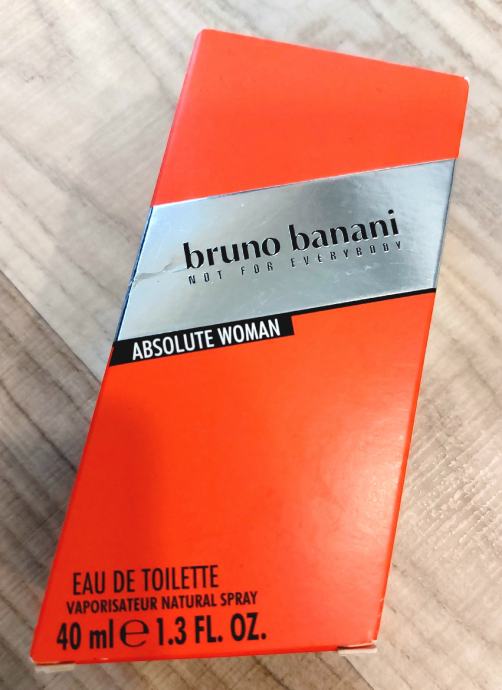 bruno banani
NOT FOR EVERYBODY
ABSOLUTE WOMAN
EAU DE TOILETTE
VAPORISATEUR NATURAL SPRAY
40 ml ℮ 1.3 FL. OZ.